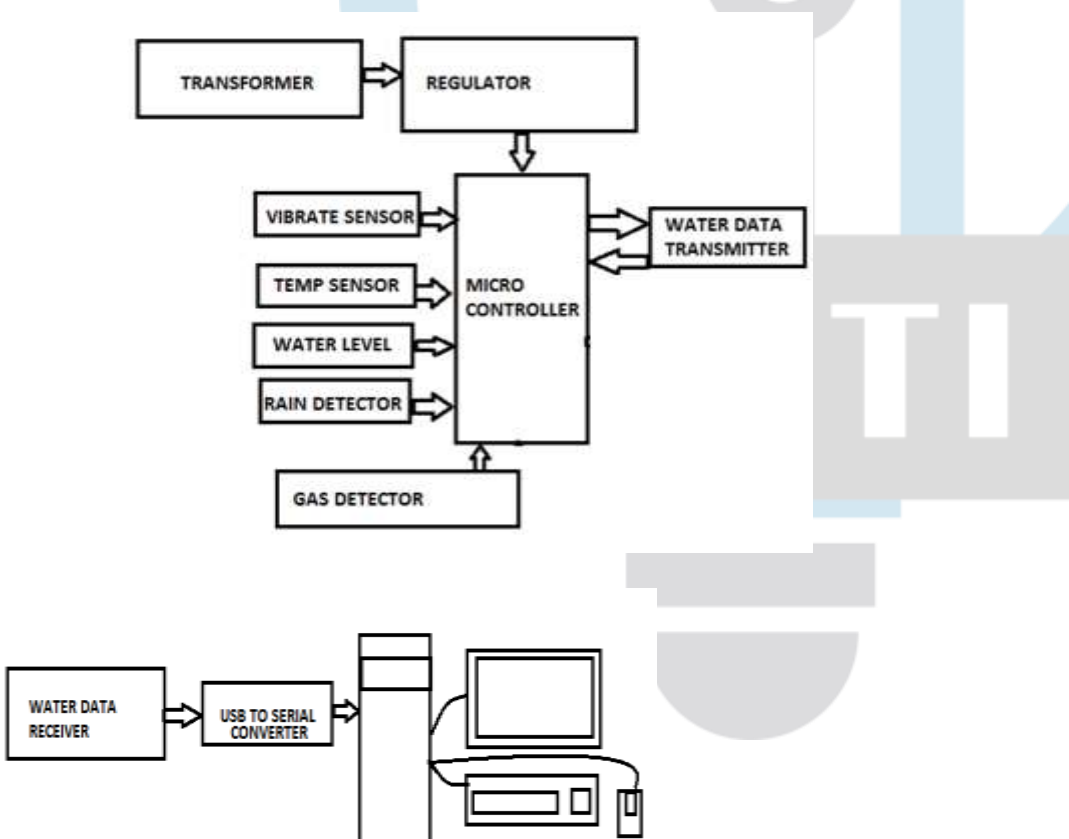 TRANSFORMER
REGULATOR
VIBRATE SENSOR
TEMP SENSOR
WATER LEVEL
RAIN DETECTOR
MICRO
CONTROLLER
WATER DATA
TRANSMITTER
GAS DETECTOR
TI
WATER DATA
RECEIVER
USB TO SERIAL
CONVERTER